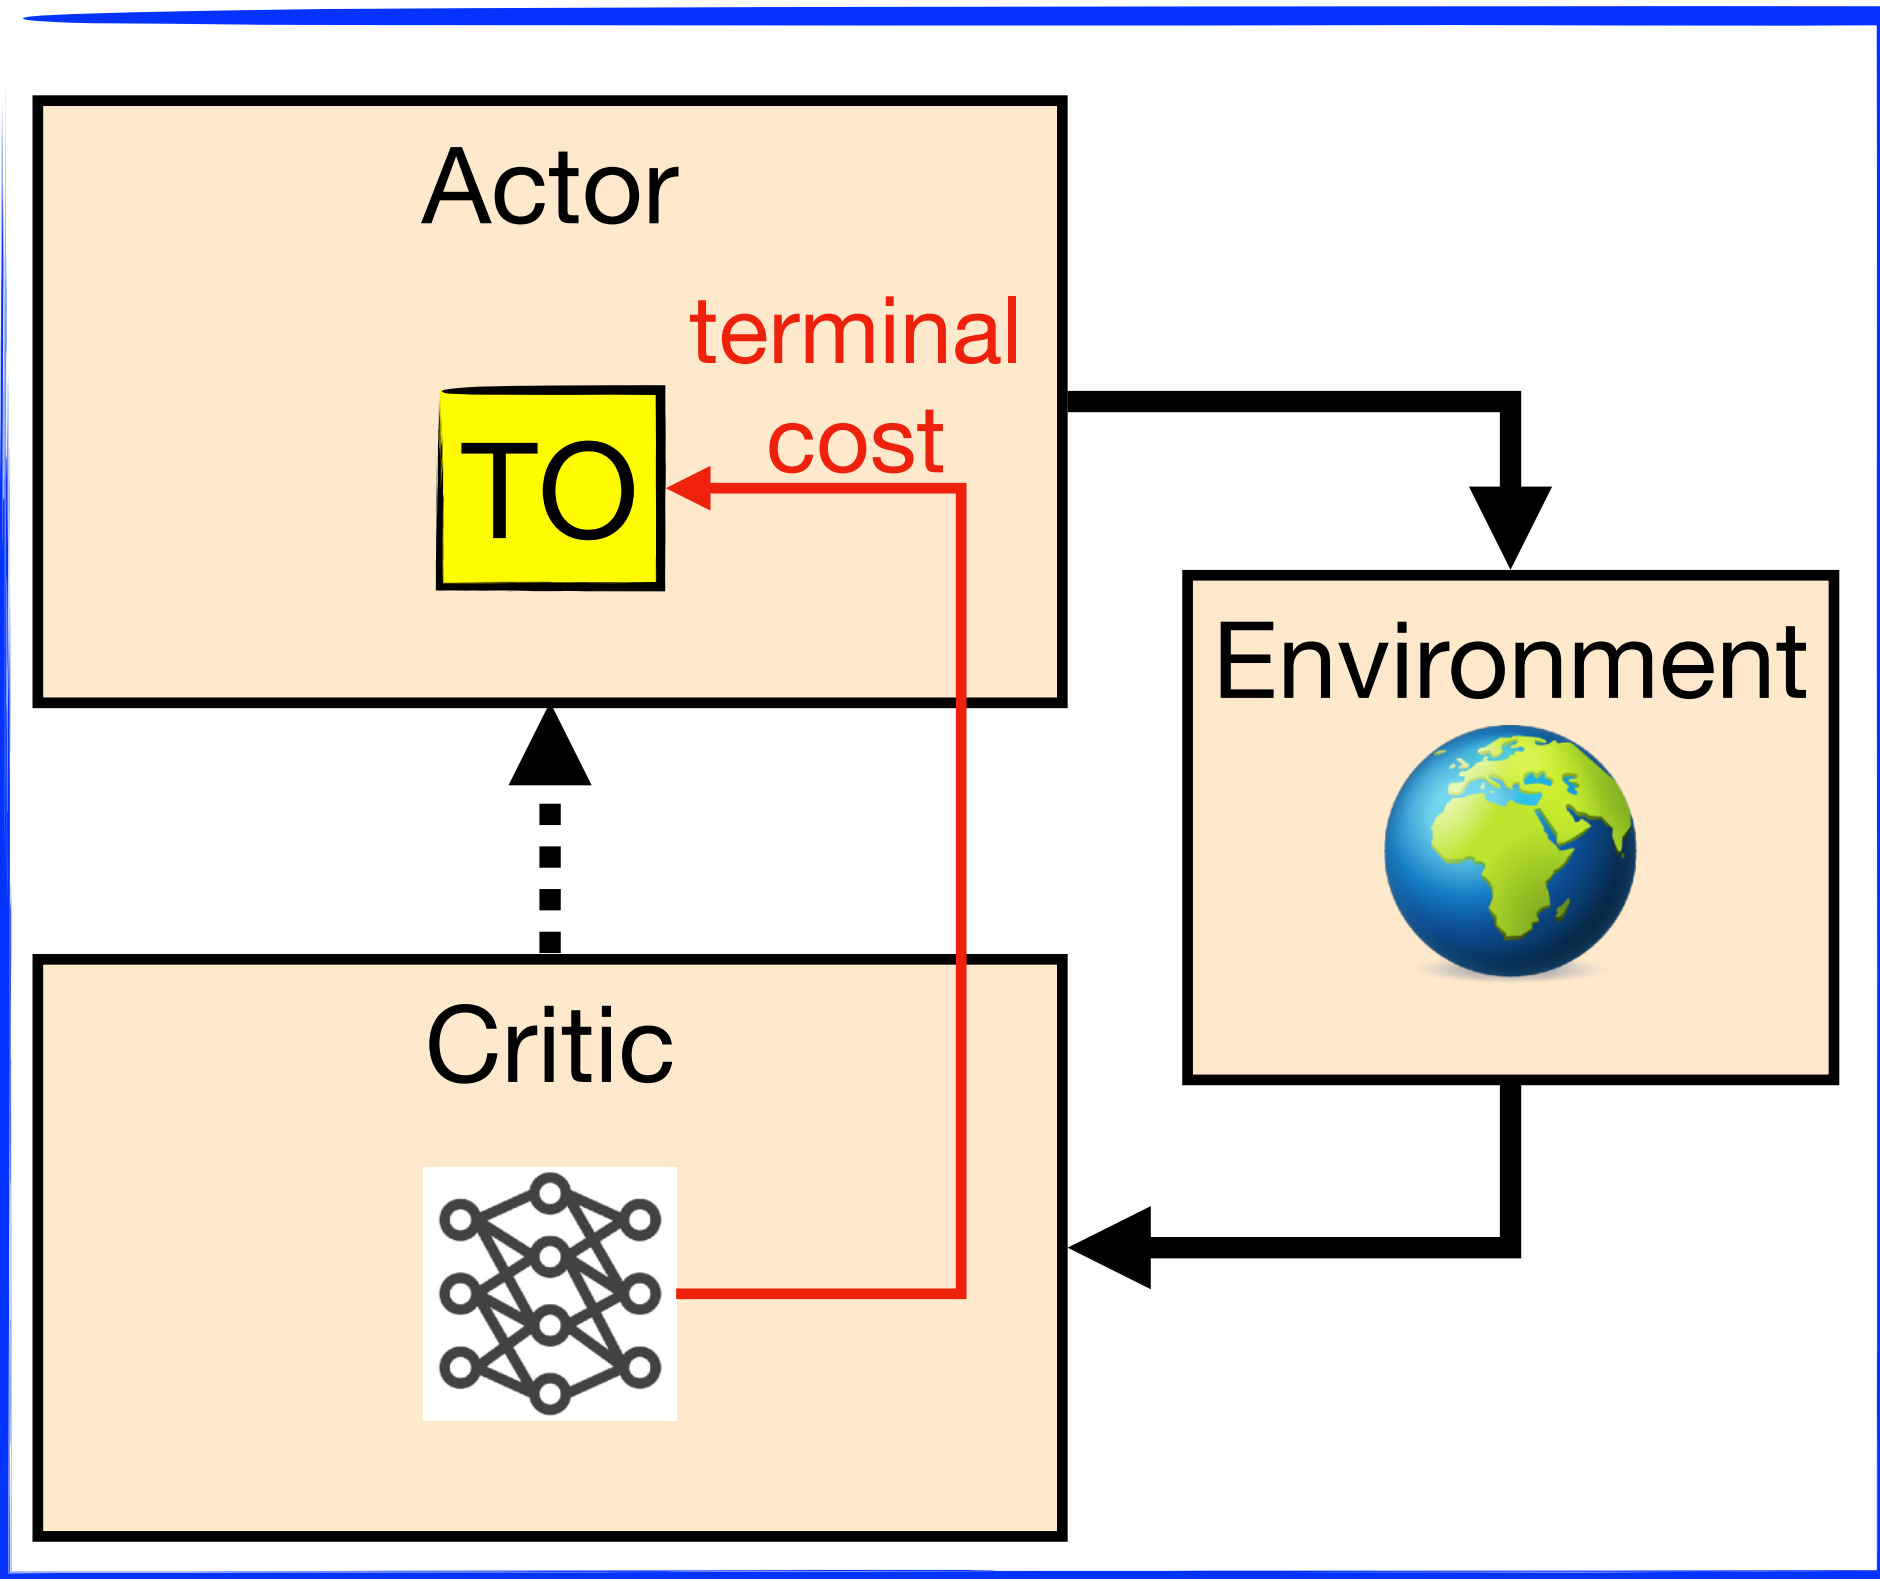 Actor
terminal
cost
TO
Environment
Critic